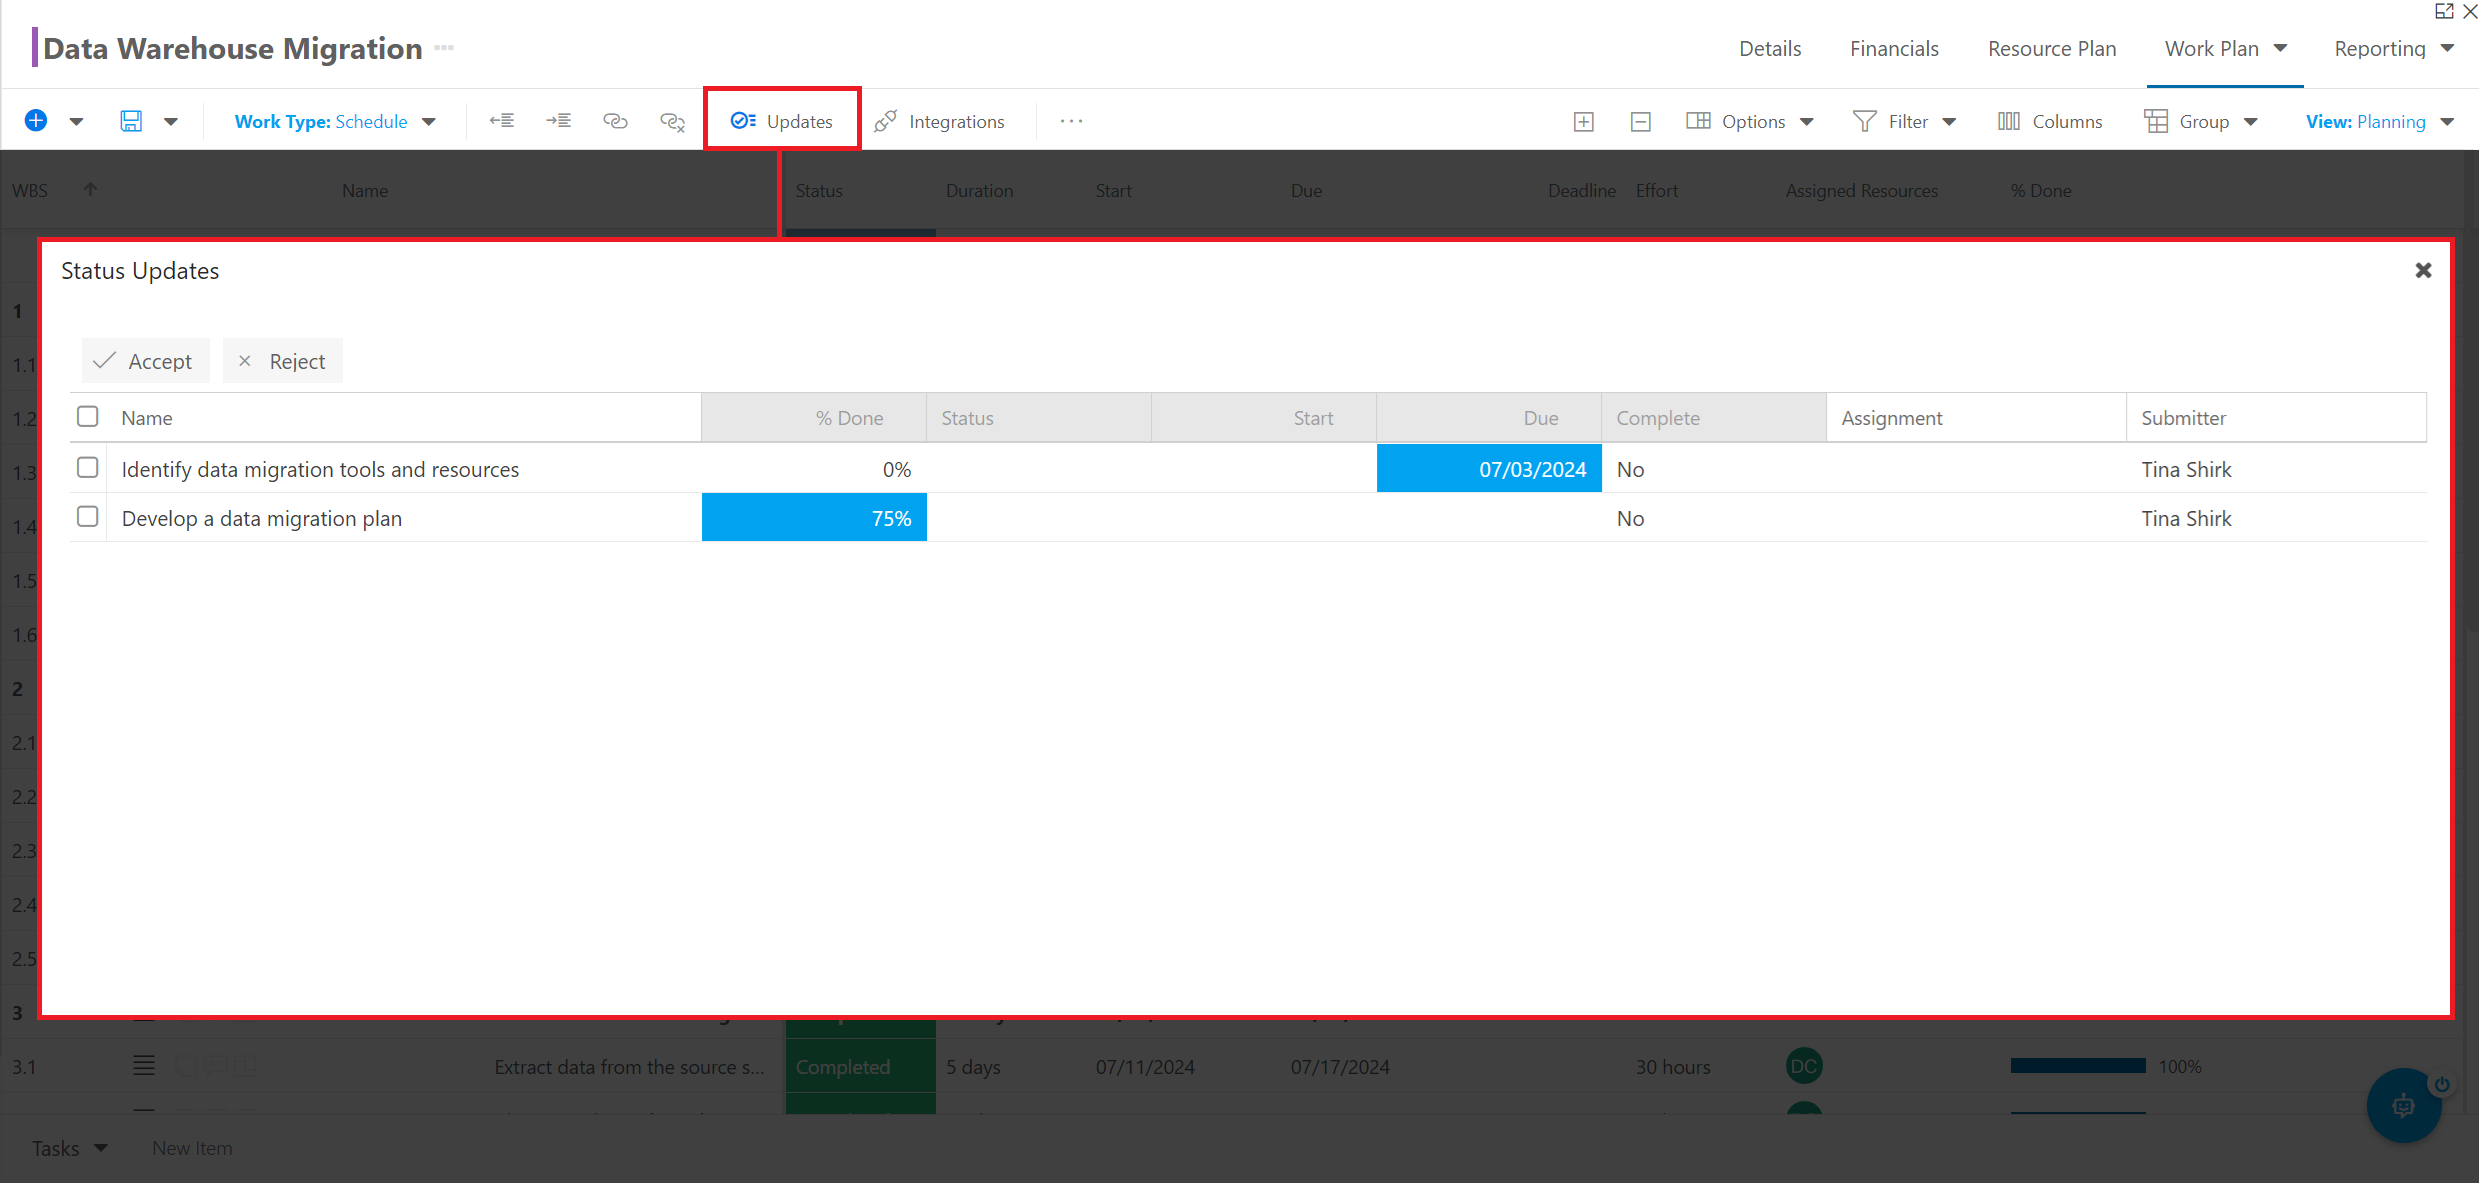 Data Warehouse Migration ···
Details Financials Resource Plan Work Plan Reporting
Work Type: Schedule Updates Integrations ··· Options Filter Columns Group View: Planning
WBS Name Status Duration Start Due Deadline Effort Assigned Resources % Done
Status Updates
1
1.1
Accept Reject
1.2
Name % Done Status Start Due Complete Assignment Submitter
1.3
Identify data migration tools and resources 0% 07/03/2024 No Tina Shirk
1.4
Develop a data migration plan 75% No Tina Shirk
1.5
1.6
2
2.1
2.2
2.3
2.4
2.5
3
3.1 Extract data from the source s... Completed 5 days 07/11/2024 07/17/2024 30 hours DC 100%
Tasks New Item